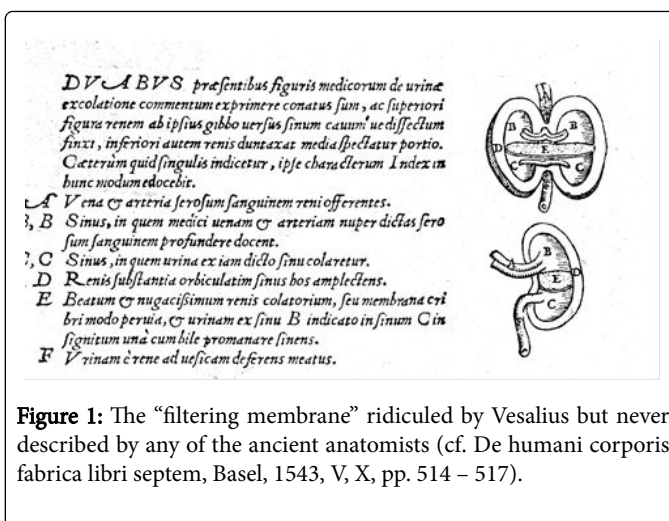 DVABVS præſentibus figuris medicorum de urinæ
excolatione commentum exprimere conatus ſum, ac ſuperiori
figura renem ab ipſius gibbo uerſus ſinum cauum ue diſſectum
finxi, inferiori autem renis duntaxat media ſpectatur portio.
Cæterùm quid ſingulis indicetur, ipſe characterum Index in
hunc modum edocebit.
A Vena & arteria ſeroſum ſanguinem reni offerentes.
B, B Sinus, in quem medici uenam & arteriam nuper dictas ſero
ſum ſanguinem profundere docent.
C, C Sinus, in quem urina ex iam dicto ſinu colaretur.
D Renis ſubſtantia orbiculatim ſinus hos amplectens.
E Beatum & nugaciſsimum renis colatorium, ſeu membrana cri
bri modo peruia, & urinam ex ſinu B indicato in ſinum C in
ſignitum unà cum bile promanare ſinens.
F Vrinam è rene ad ueſicam deferens meatus.
A
B B
D E
C C
F
B
E D
C
Figure 1: The “filtering membrane” ridiculed by Vesalius but never
described by any of the ancient anatomists (cf. De humani corporis
fabrica libri septem, Basel, 1543, V, X, pp. 514 – 517).